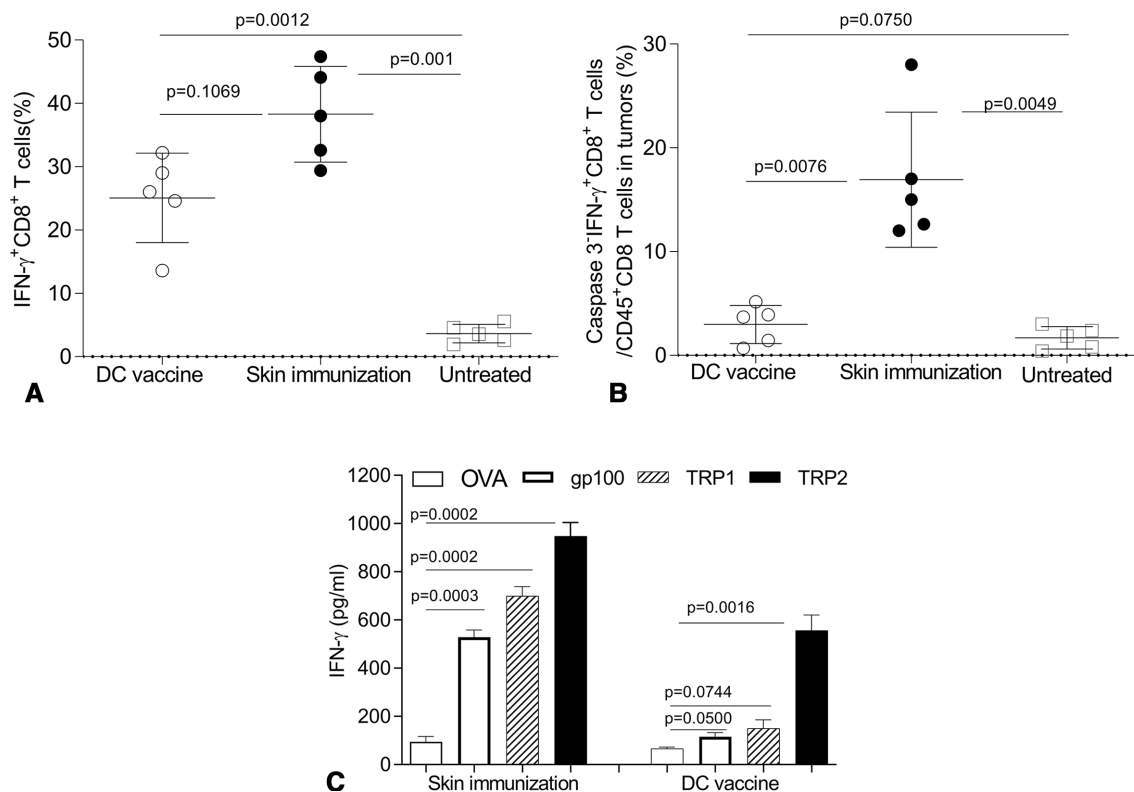 p=0.0012
p=0.001
p=0.1069
50
40
30
20
10
0
IFN-γ⁺CD8⁺ T cells(%)
DC vaccine Skin immunization Untreated
A
p=0.0750
p=0.0049
p=0.0076
30
20
10
0
Caspase 3⁻IFN-γ⁺CD8⁺ T cells
/CD45⁺CD8 T cells in tumors (%)
DC vaccine Skin immunization Untreated
B
OVA gp100 TRP1 TRP2
1200
1000
800
600
400
200
0
IFN-γ (pg/ml)
p=0.0002
p=0.0002
p=0.0003
p=0.0016
p=0.0744
p=0.0500
Skin immunization DC vaccine
C